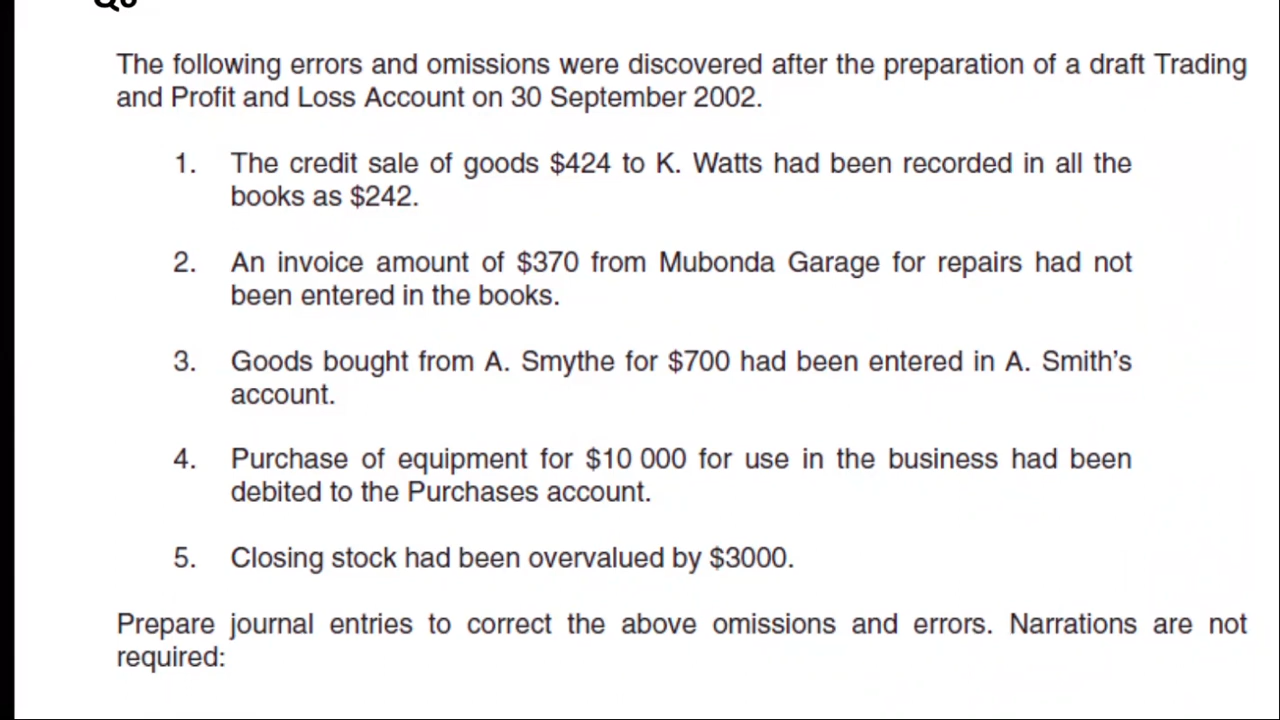 The following errors and omissions were discovered after the preparation of a draft Trading
and Profit and Loss Account on 30 September 2002.
1. The credit sale of goods $424 to K. Watts had been recorded in all the
books as $242.
2. An invoice amount of $370 from Mubonda Garage for repairs had not
been entered in the books.
3. Goods bought from A. Smythe for $700 had been entered in A. Smith's
account.
4. Purchase of equipment for $10 000 for use in the business had been
debited to the Purchases account.
5. Closing stock had been overvalued by $3000.
Prepare journal entries to correct the above omissions and errors. Narrations are not
required: